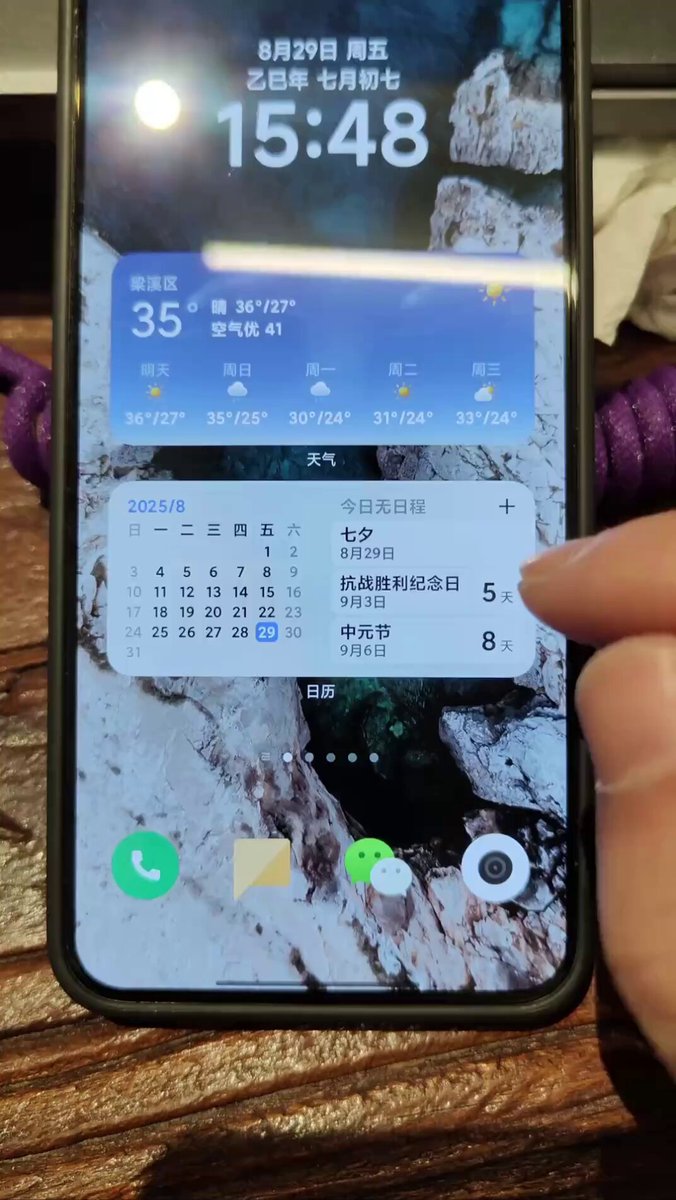 8月29日 周五
乙巳年 七月初七
15:48
梁溪区
35° 晴 36°/27°
空气优 41
明天 周日 周一 周二 周三
36°/27° 35°/25° 30°/24° 31°/24° 33°/24°
天气
2025/8
日 一 二 三 四 五 六
1 2
3 4 5 6 7 8 9
10 11 12 13 14 15 16
17 18 19 20 21 22 23
24 25 26 27 28 29 30
31
今日无日程 +
七夕
8月29日
抗战胜利纪念日 5天
9月3日
中元节 8天
9月6日
日历